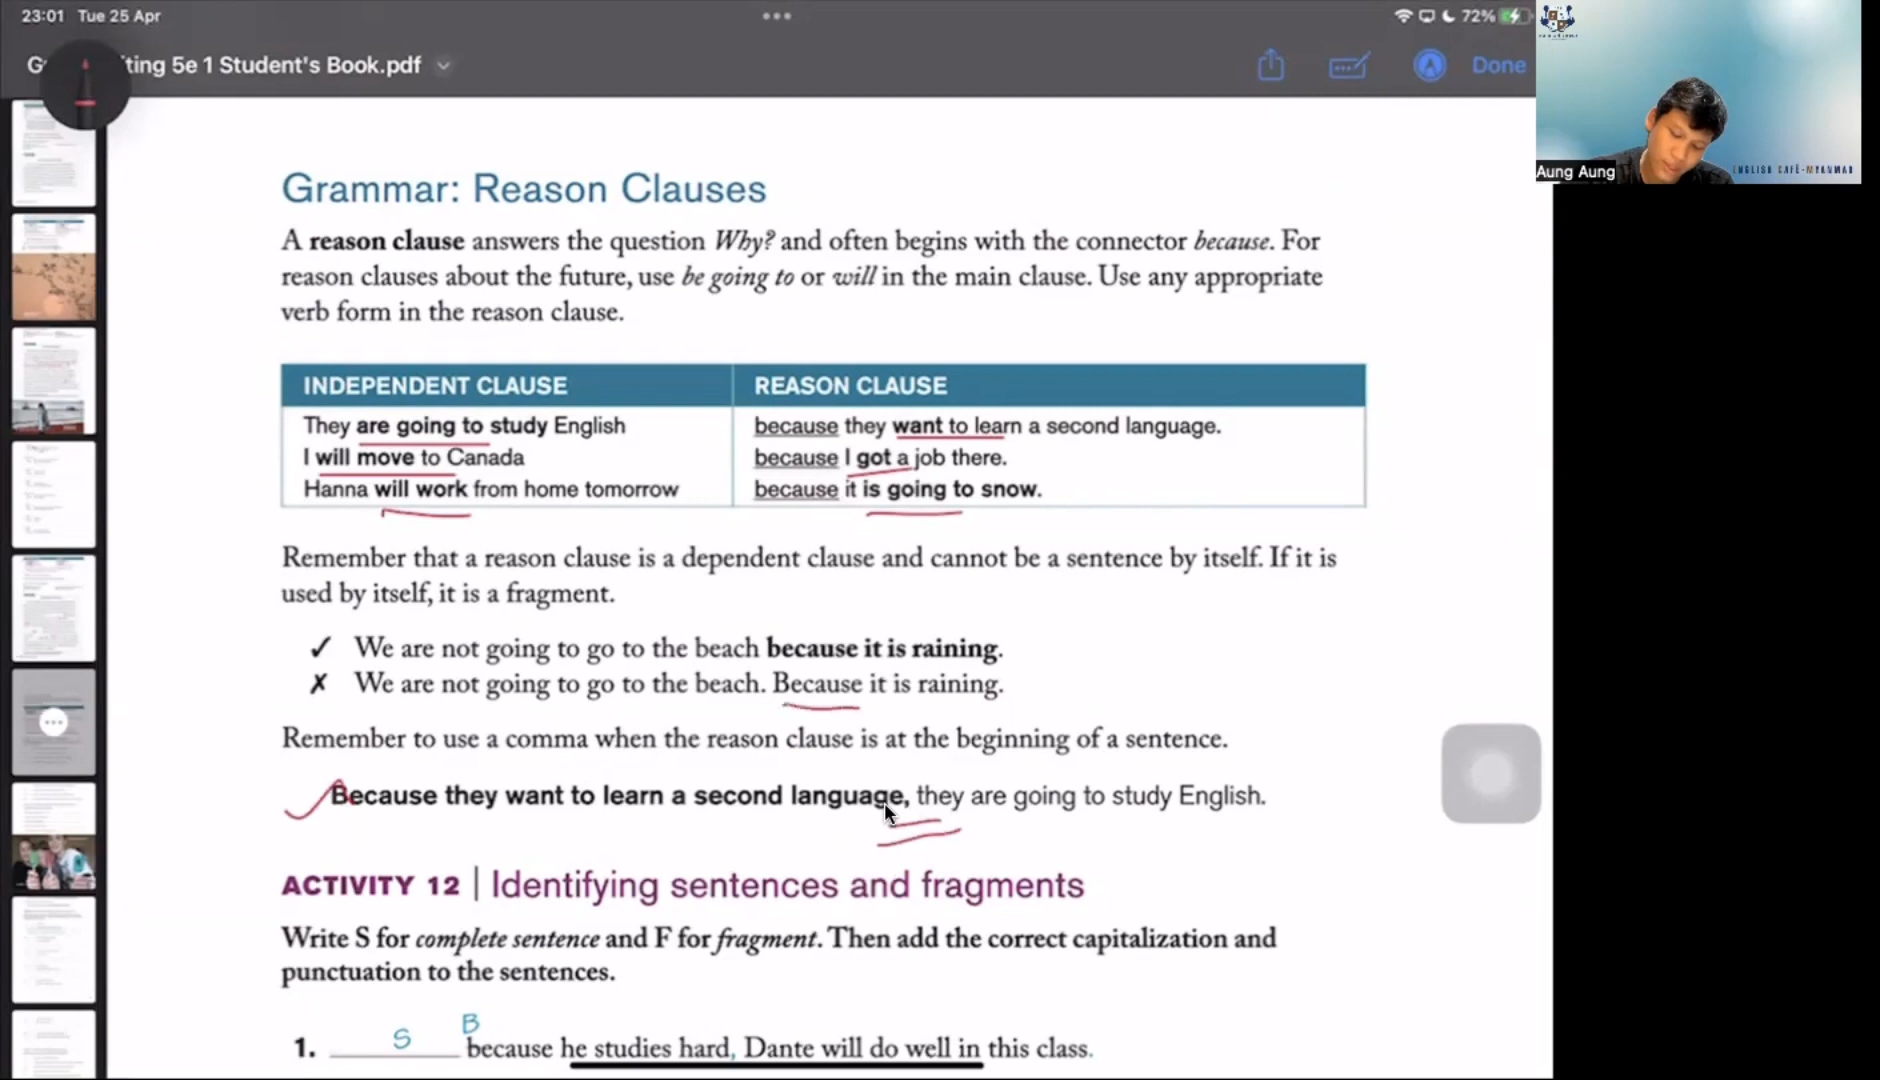 23:01 Tue 25 Apr
72%
ting 5e 1 Student's Book.pdf
Done
Aung Aung
ENGLISH CAFÉ-MYANMAR
Grammar: Reason Clauses
A reason clause answers the question Why? and often begins with the connector because. For
reason clauses about the future, use be going to or will in the main clause. Use any appropriate
verb form in the reason clause.
INDEPENDENT CLAUSE REASON CLAUSE
They are going to study English because they want to learn a second language.
I will move to Canada because I got a job there.
Hanna will work from home tomorrow because it is going to snow.
Remember that a reason clause is a dependent clause and cannot be a sentence by itself. If it is
used by itself, it is a fragment.
✓ We are not going to go to the beach because it is raining.
✗ We are not going to go to the beach. Because it is raining.
Remember to use a comma when the reason clause is at the beginning of a sentence.
Because they want to learn a second language, they are going to study English.
ACTIVITY 12 | Identifying sentences and fragments
Write S for complete sentence and F for fragment. Then add the correct capitalization and
punctuation to the sentences.
1. S B because he studies hard, Dante will do well in this class.